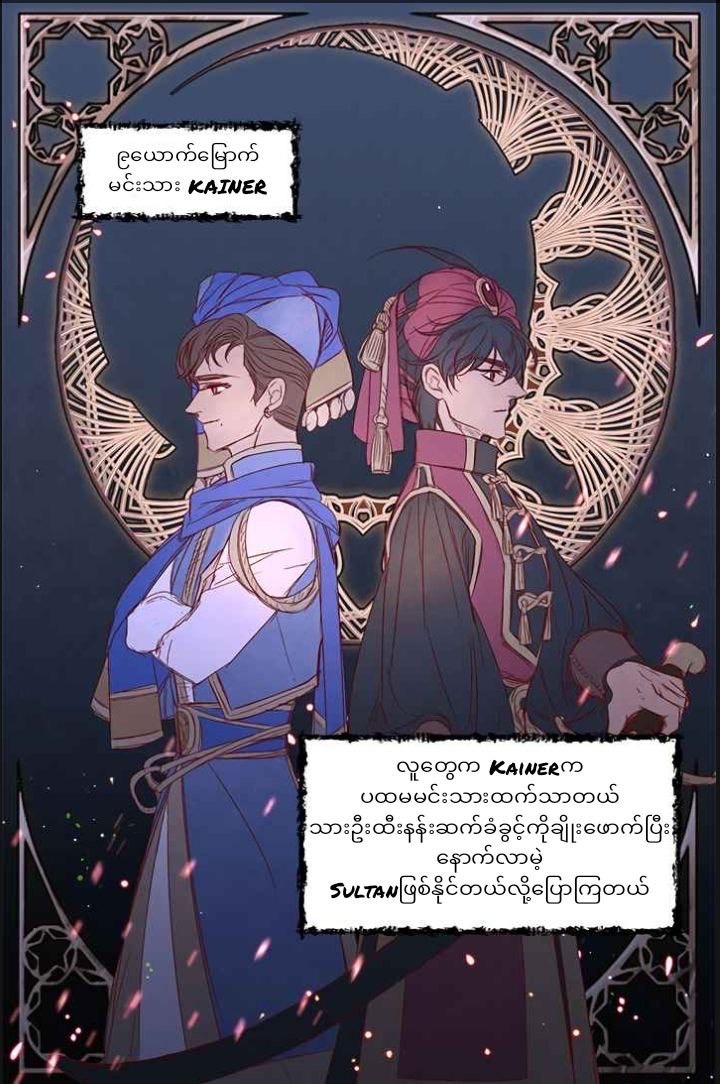 ၉ယောက်မြောက်
မင်းသား KAINER
လူတွေက KAINERက
ပထမမင်းသားထက်သာတယ်
သားဦးထီးနန်းဆက်ခံခွင့်ကိုချိုးဖောက်ပြီး
နောက်လာမဲ့
SULTANဖြစ်နိုင်တယ်လို့ပြောကြတယ်